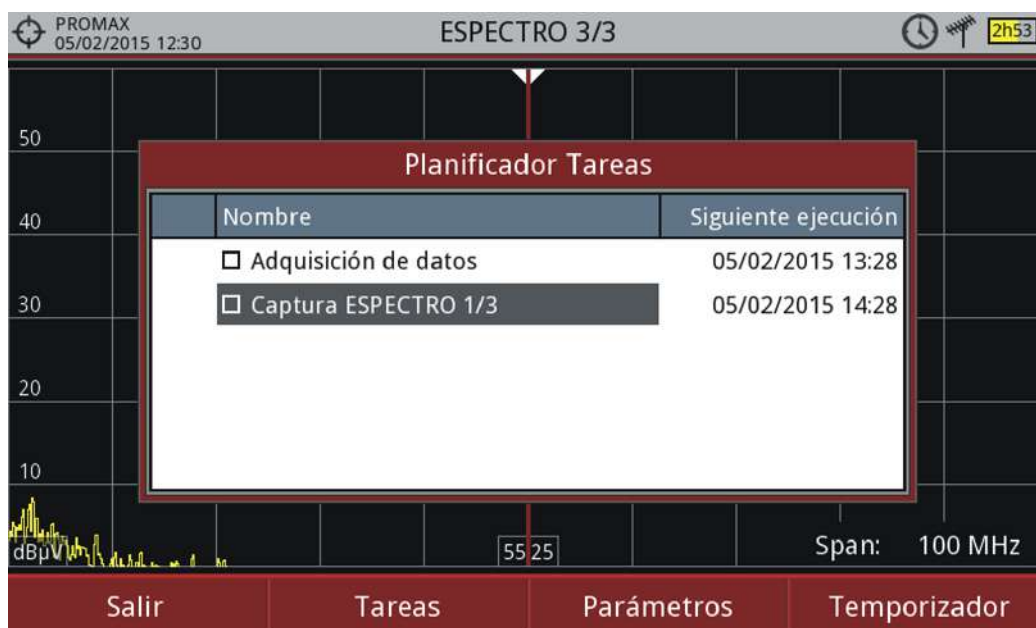 PROMAX
05/02/2015 12:30
ESPECTRO 3/3
2h53
50
40
30
20
10
dBµV
Planificador Tareas
Nombre
Siguiente ejecución
Adquisición de datos
05/02/2015 13:28
Captura ESPECTRO 1/3
05/02/2015 14:28
55 25
Span: 100 MHz
Salir
Tareas
Parámetros
Temporizador